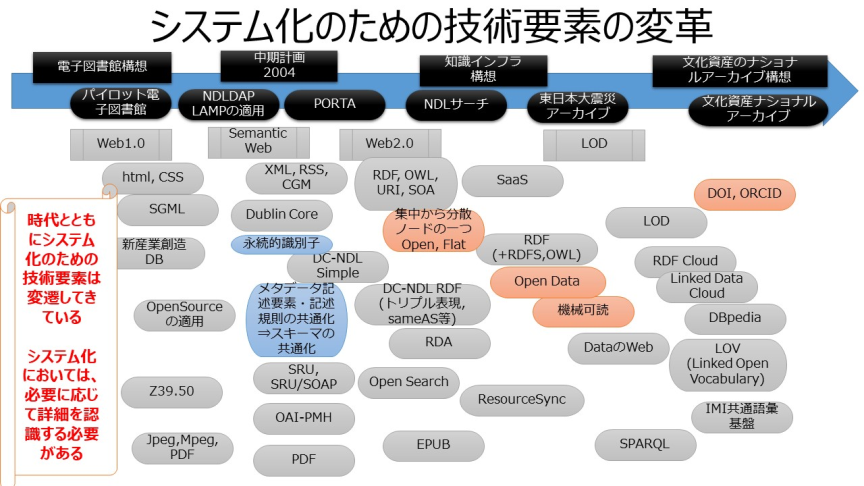 システム化のための技術要素の変革
電子図書館構想
中期計画
2004
知識インフラ
構想
文化資産のナショナ
ルアーカイブ構想
パイロット電
子図書館
NDLDAP
LAMPの適用
PORTA
NDLサーチ
東日本大震災
アーカイブ
文化資産ナショナル
アーカイブ
Web1.0
Semantic
Web
Web2.0
LOD
時代ととも
にシステム
化のための
技術要素は
変遷してき
ている
システム化
においては、
必要に応じ
て詳細を認
識する必要
がある
html, CSS
SGML
新産業創造
DB
OpenSource
の適用
Z39.50
Jpeg,Mpeg,
PDF
XML, RSS,
CGM
Dublin Core
永続的識別子
DC-NDL
Simple
メタデータ記
述要素・記述
規則の共通化
⇒スキーマの
共通化
SRU,
SRU/SOAP
OAI-PMH
PDF
RDF, OWL,
URI, SOA
集中から分散
ノードの一つ
Open, Flat
DC-NDL RDF
(トリプル表現,
sameAS等)
RDA
Open Search
EPUB
SaaS
RDF
(+RDFS,OWL)
Open Data
機械可読
DataのWeb
ResourceSync
SPARQL
DOI, ORCID
LOD
RDF Cloud
Linked Data
Cloud
DBpedia
LOV
(Linked Open
Vocabulary)
IMI共通語彙
基盤